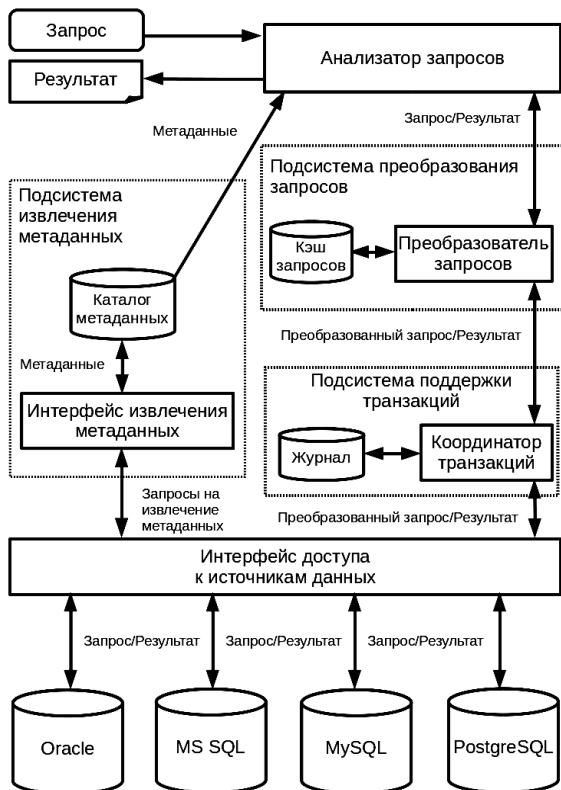 Запрос
Анализатор запросов
Результат
Метаданные
Запрос/Результат
Подсистема
извлечения
метаданных
Подсистема преобразования
запросов
Кэш
запросов
Преобразователь
запросов
Каталог
метаданных
Преобразованный запрос/Результат
Метаданные
Подсистема поддержки
транзакций
Интерфейс извлечения
метаданных
Журнал
Координатор
транзакций
Запросы на
извлечение
метаданных
Преобразованный запрос/Результат
Интерфейс доступа
к источникам данных
Запрос/Результат
Запрос/Результат
Запрос/Результат
Oracle
MS SQL
MySQL
PostgreSQL